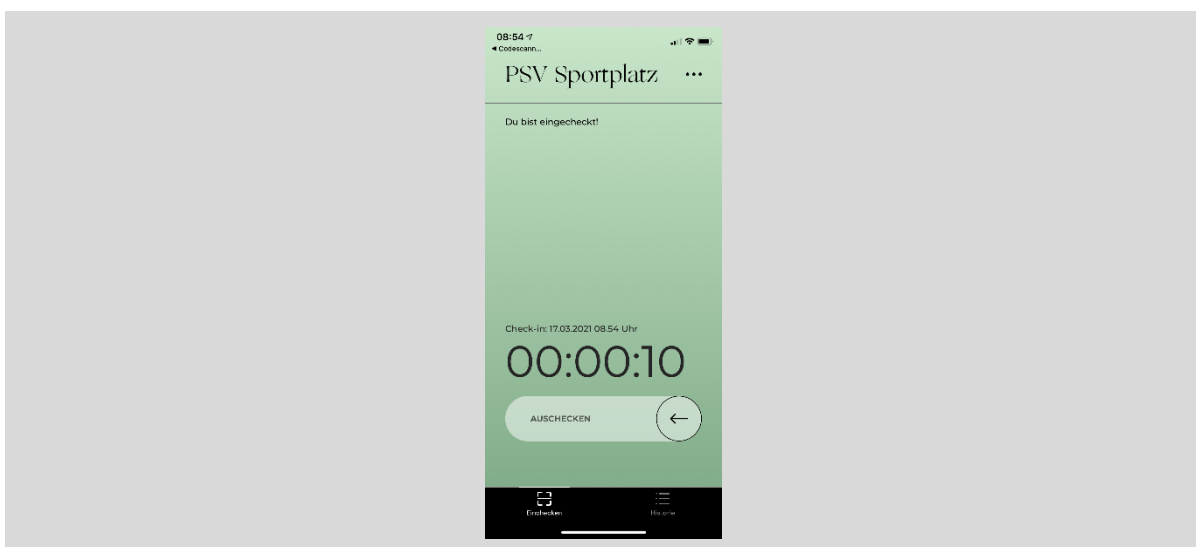 08:54
◀ Codescann...
PSV Sportplatz
Du bist eingecheckt!
Check-in: 17.03.2021 08.54 Uhr
00:00:10
AUSCHECKEN
Einchecken
Historie